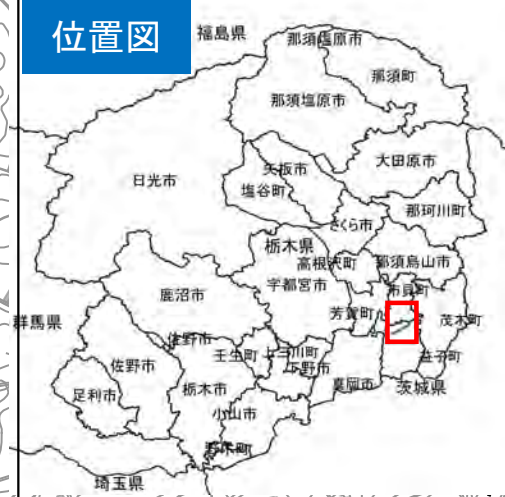 位置図
福島県
那須塩原市
那須町
那須塩原市
大田原市
矢板市
日光市
塩谷町
那珂川町
さくら市
栃木県
高根沢町
那須烏山市
宇都宮市
市貝町
鹿沼市
群馬県
芳賀町
茂木町
佐野市
壬生町
上三川町
下野市
益子町
佐野市
真岡市
茨城県
足利市
栃木市
小山市
野木町
埼玉県